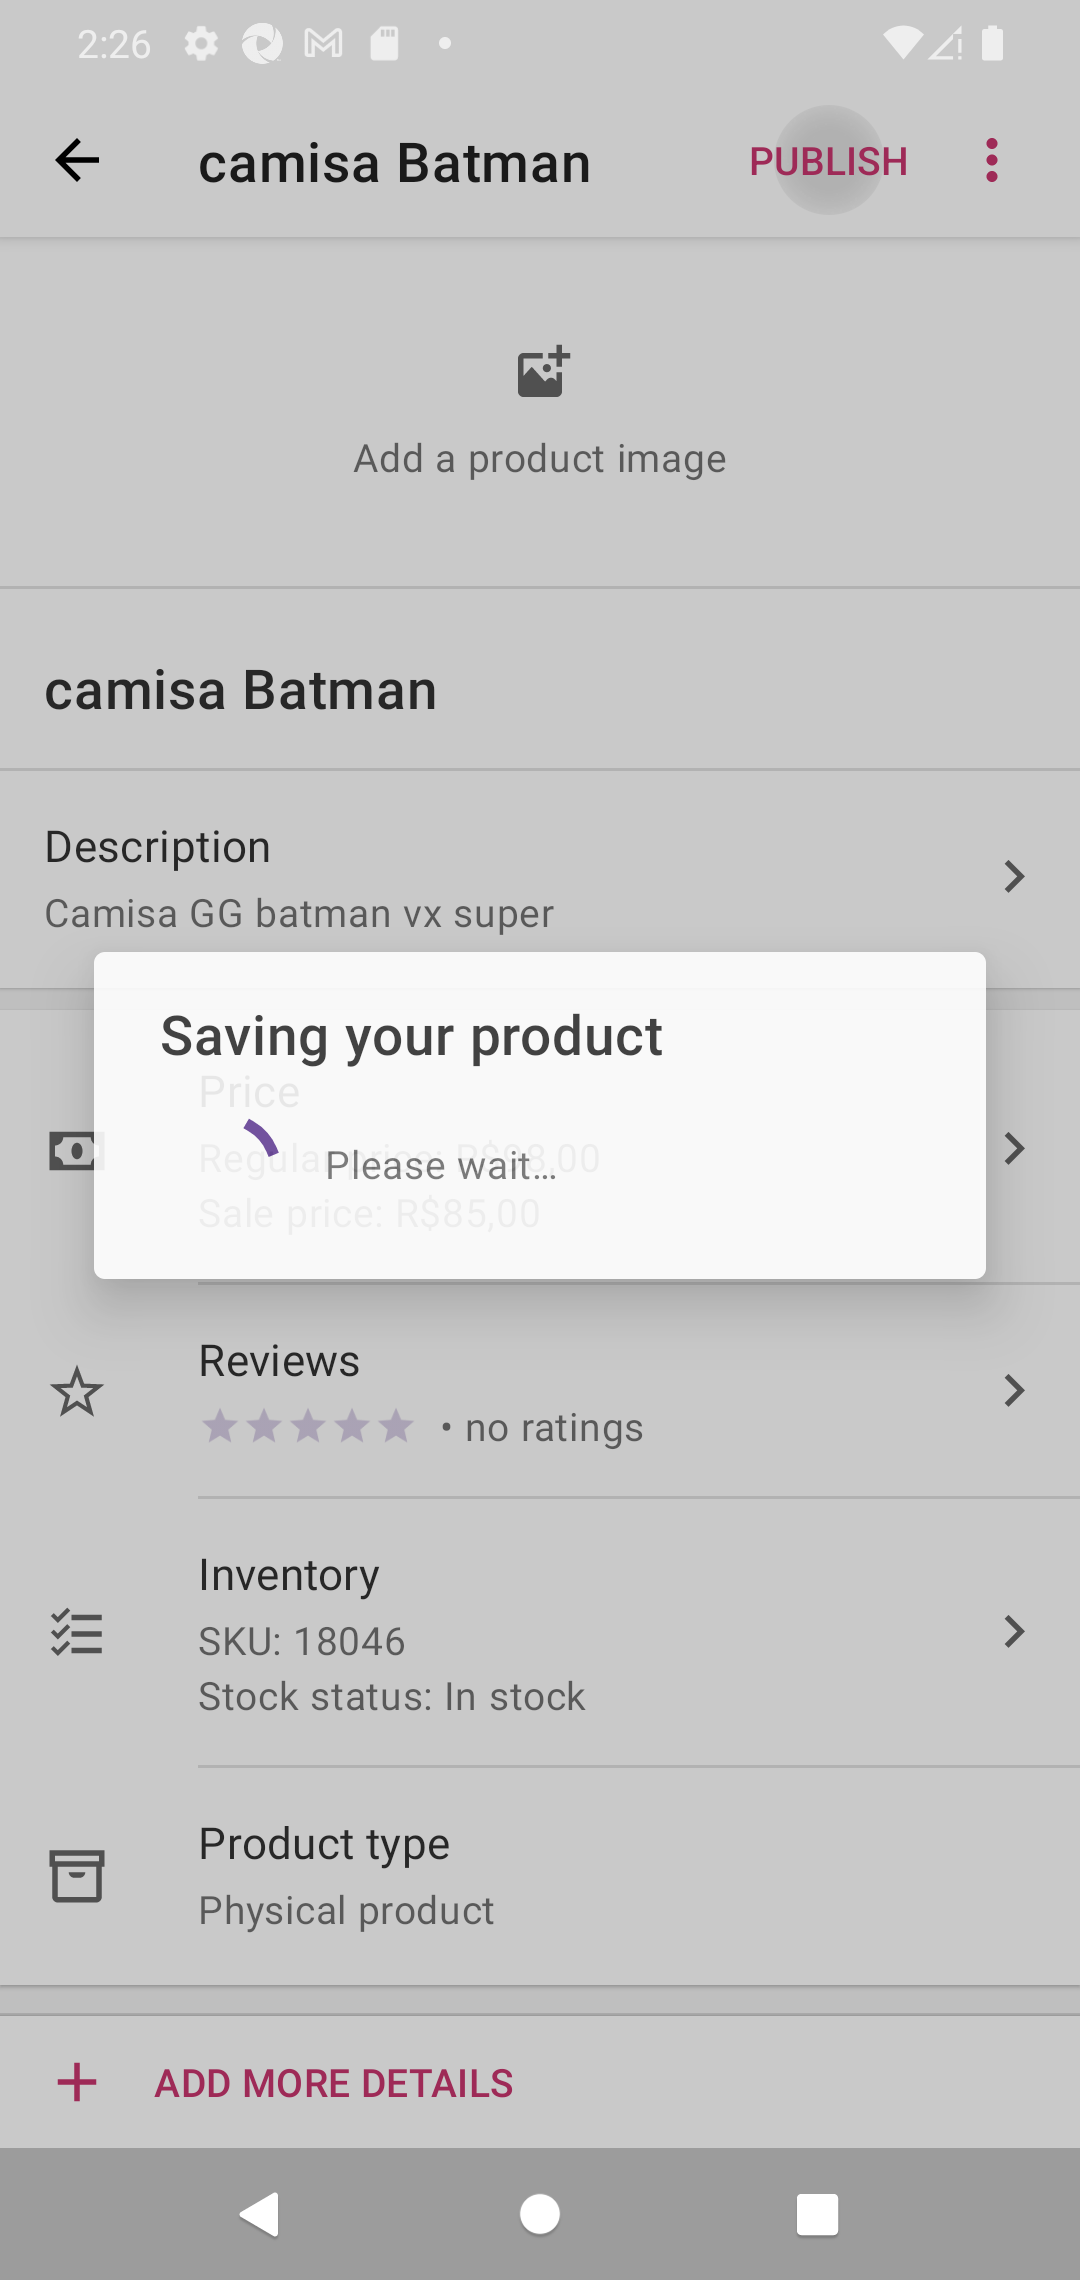 2:26
camisa Batman
PUBLISH
Add a product image
camisa Batman
Description
Camisa GG batman vx super
Saving your product
Price
Regular price: R$98,00
Please wait...
Sale price: R$85,00
Reviews
• no ratings
Inventory
SKU: 18046
Stock status: In stock
Product type
Physical product
ADD MORE DETAILS